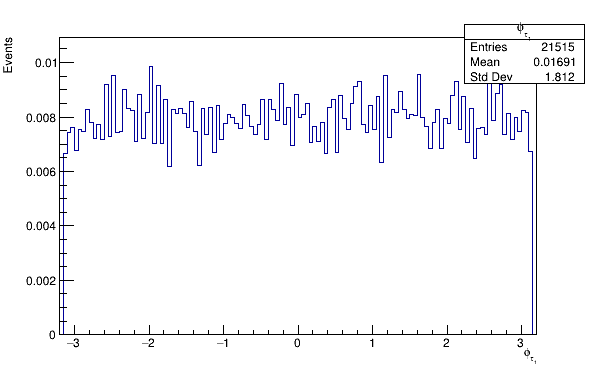 ϕτ1
Entries 21515
Mean 0.01691
Std Dev 1.812
Events
0.01
0.008
0.006
0.004
0.002
0
−3 −2 −1 0 1 2 3
ϕτ1